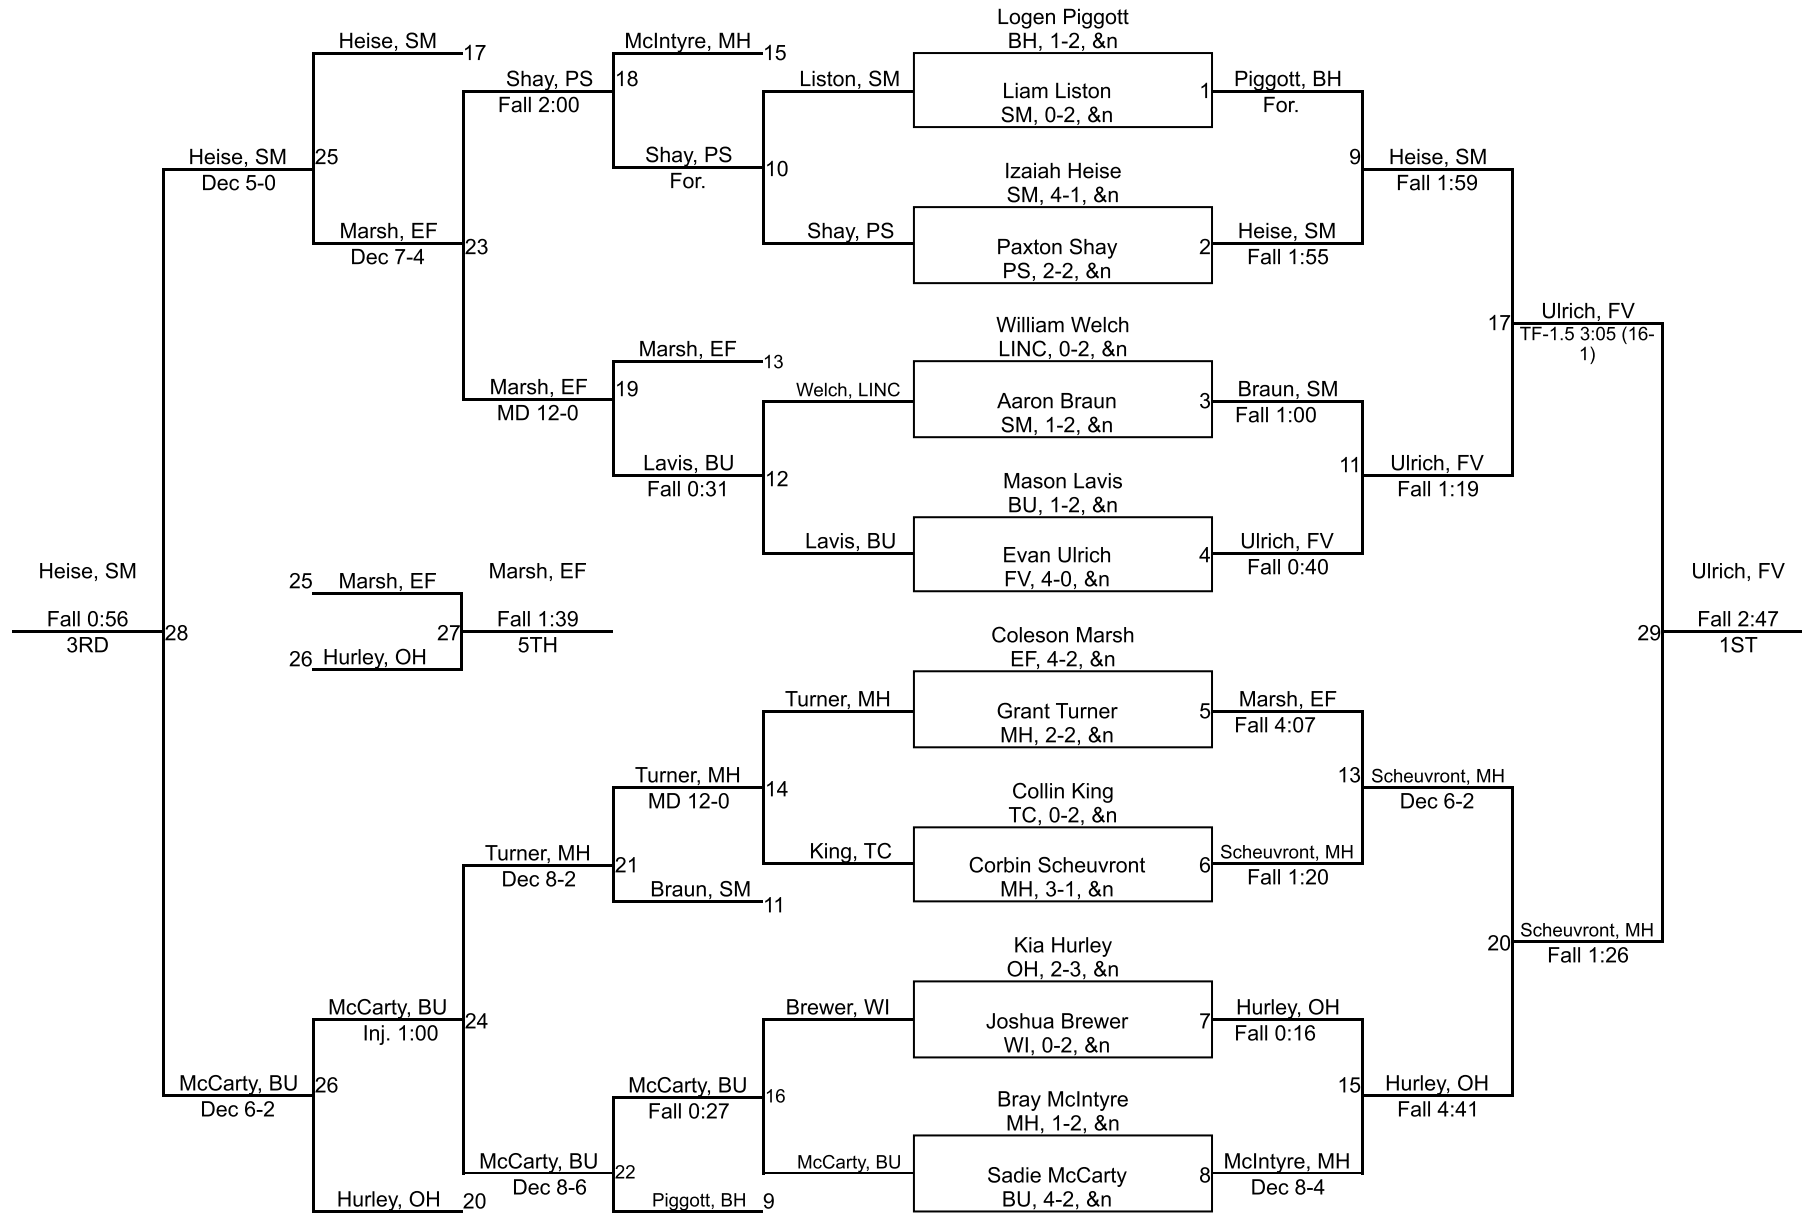 Logen Piggott
BH, 1-2, &n
Heise, SM
17
McIntyre, MH
15
Shay, PS
18
Fall 2:00
Liston, SM
Liam Liston
SM, 0-2, &n
1
Piggott, BH
For.
Heise, SM
25
Dec 5-0
Shay, PS
For.
10
Izaiah Heise
SM, 4-1, &n
9
Heise, SM
Fall 1:59
Marsh, EF
Dec 7-4
23
Shay, PS
Paxton Shay
PS, 2-2, &n
2
Heise, SM
Fall 1:55
William Welch
LINC, 0-2, &n
17
Ulrich, FV
TF-1.5 3:05 (16-
1)
Marsh, EF
13
Marsh, EF
19
MD 12-0
Welch, LINC
Aaron Braun
SM, 1-2, &n
3
Braun, SM
Fall 1:00
Lavis, BU
Fall 0:31
12
Mason Lavis
BU, 1-2, &n
11
Ulrich, FV
Fall 1:19
Lavis, BU
Evan Ulrich
FV, 4-0, &n
4
Ulrich, FV
Fall 0:40
Heise, SM
Fall 0:56
3RD
28
25
Marsh, EF
26
Hurley, OH
27
Marsh, EF
Fall 1:39
5TH
Ulrich, FV
29
Fall 2:47
1ST
Coleson Marsh
EF, 4-2, &n
Turner, MH
Grant Turner
MH, 2-2, &n
5
Marsh, EF
Fall 4:07
Turner, MH
MD 12-0
14
Collin King
TC, 0-2, &n
13
Scheuvront, MH
Dec 6-2
Turner, MH
Dec 8-2
21
King, TC
Corbin Scheuvront
MH, 3-1, &n
6
Scheuvront, MH
Fall 1:20
Braun, SM
11
Kia Hurley
OH, 2-3, &n
20
Scheuvront, MH
Fall 1:26
McCarty, BU
Inj. 1:00
24
Brewer, WI
Joshua Brewer
WI, 0-2, &n
7
Hurley, OH
Fall 0:16
McCarty, BU
Dec 6-2
26
McCarty, BU
Fall 0:27
16
Bray McIntyre
MH, 1-2, &n
15
Hurley, OH
Fall 4:41
McCarty, BU
Dec 8-6
22
McCarty, BU
Sadie McCarty
BU, 4-2, &n
8
McIntyre, MH
Dec 8-4
Hurley, OH
20
Piggott, BH
9